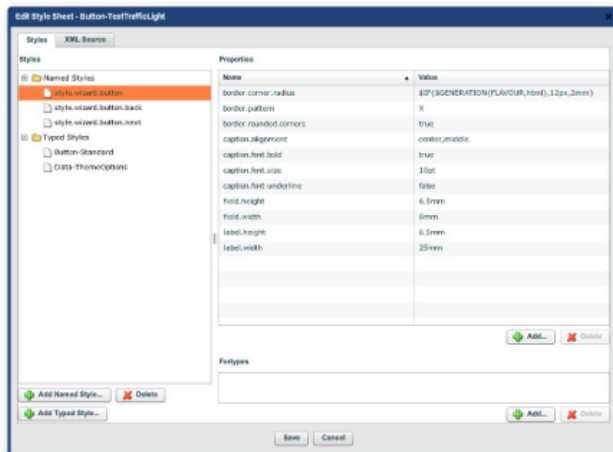 Edit Style Sheet - Button-TestTrafficLight
Styles XML Source
Styles
Named Styles
style.wizard.button
style.wizard.button.back
style.wizard.button.next
Typed Styles
Button-Standard
Data-ThemeOptions
Add Named Style... Delete
Add Typed Style...
Properties
Name Value
border.corner.radius $IF($GENERATION(FLAVOUR,html),12px,2mm)
border.pattern X
border.rounded.corners true
caption.alignment center,middle
caption.font.bold true
caption.font.size 10pt
caption.font.underline false
field.height 6.5mm
field.width 6mm
label.height 6.5mm
label.width 25mm
Add... Delete
Fortypes
Add... Delete
Save Cancel